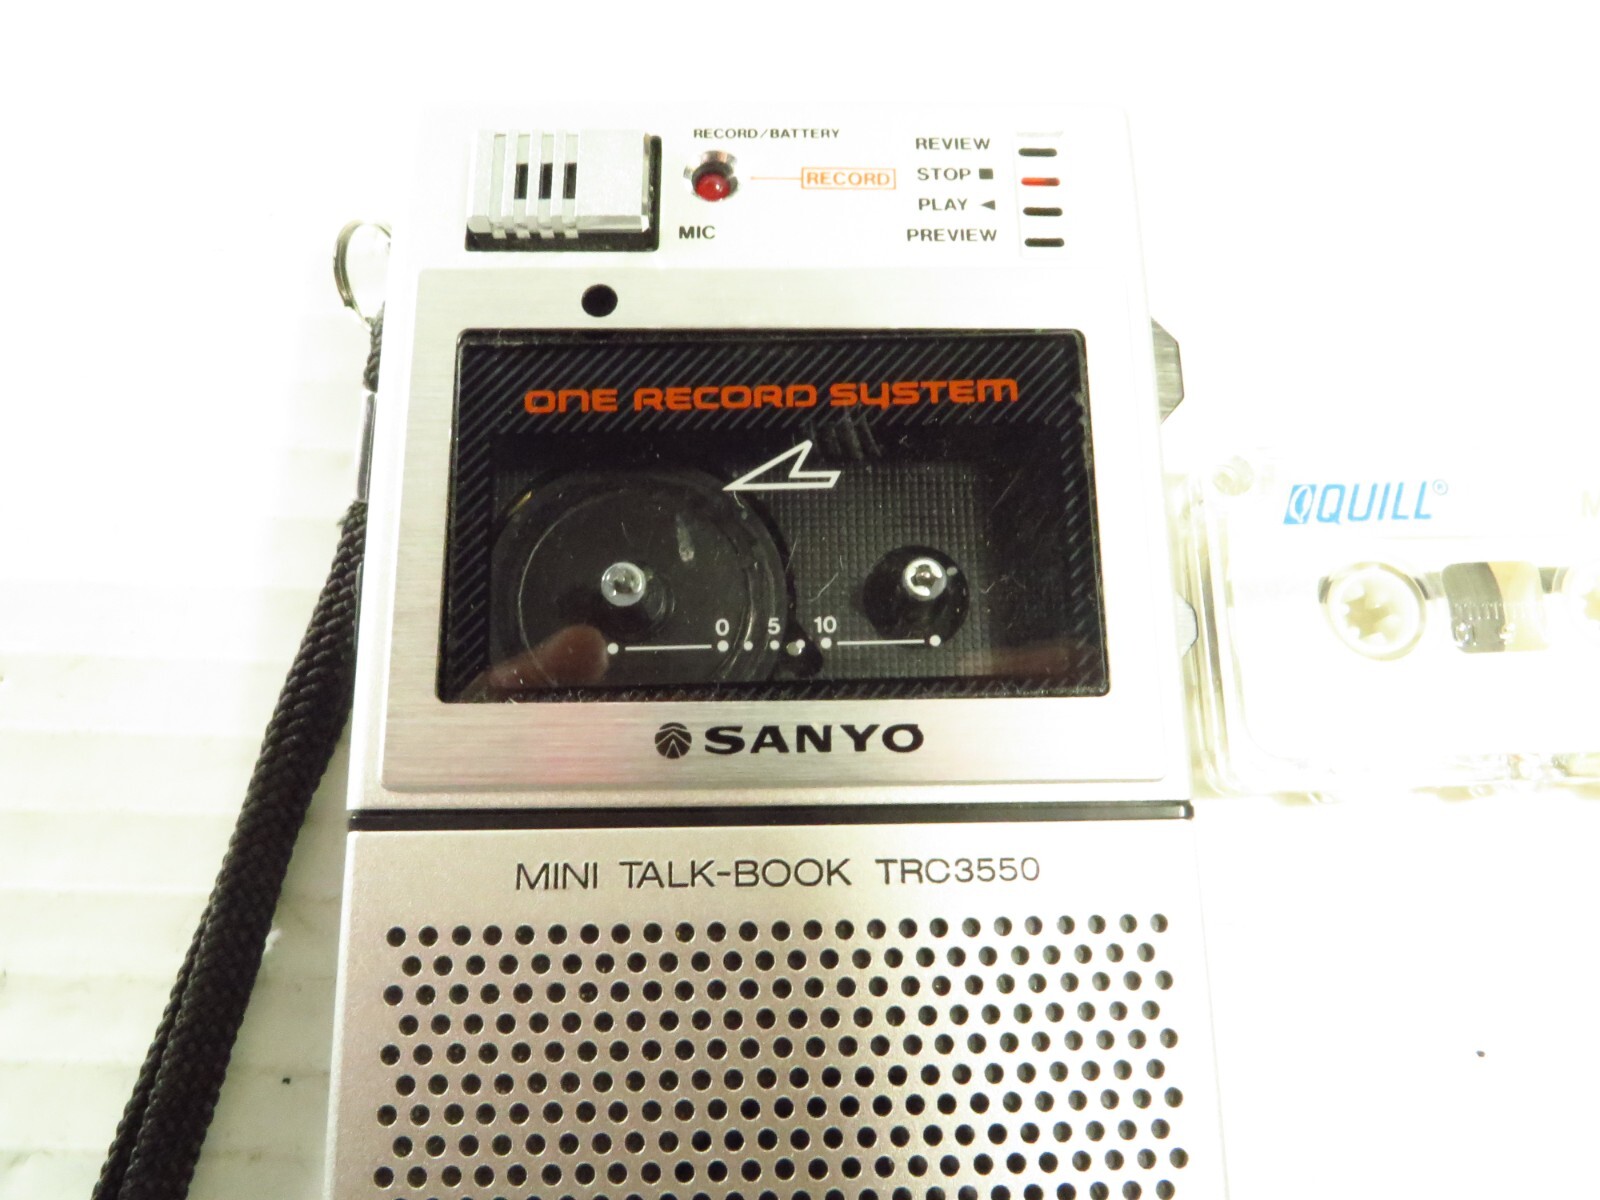 RECORD/BATTERY
RECORD
MIC
REVIEW
STOP ■
PLAY ◄
PREVIEW
ONE RECORD SYSTEM
0 5 10
SANYO
MINI TALK-BOOK TRC3550
QUILL®